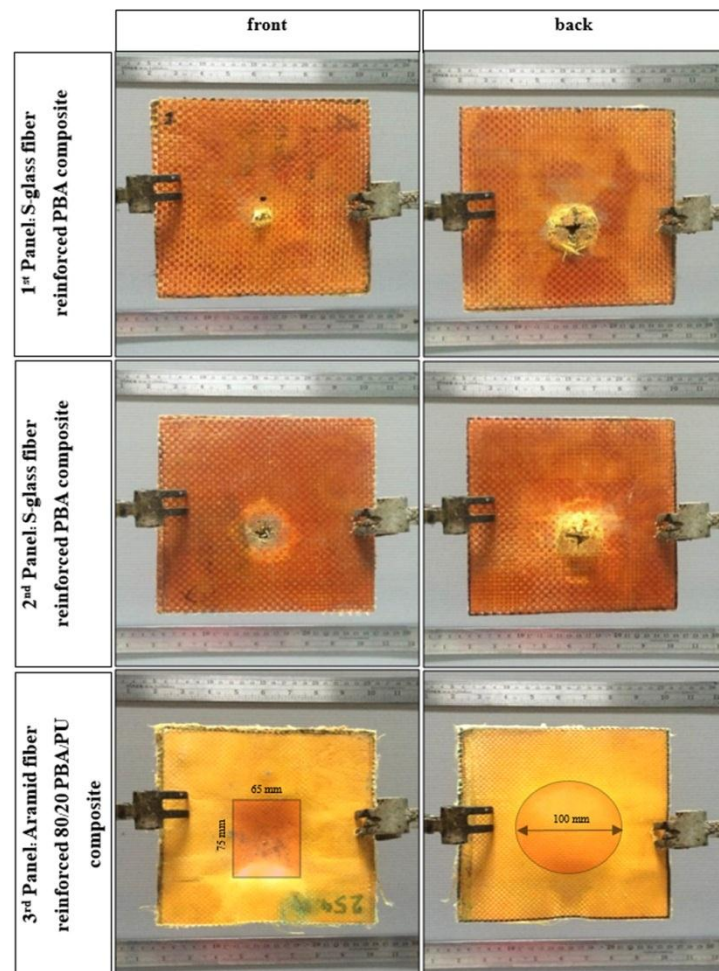 front
back
1st Panel: S-glass fiber
reinforced PBA composite
2nd Panel: S-glass fiber
reinforced PBA composite
3rd Panel: Aramid fiber
reinforced 80/20 PBA/PU
composite
65 mm
75 mm
100 mm
254